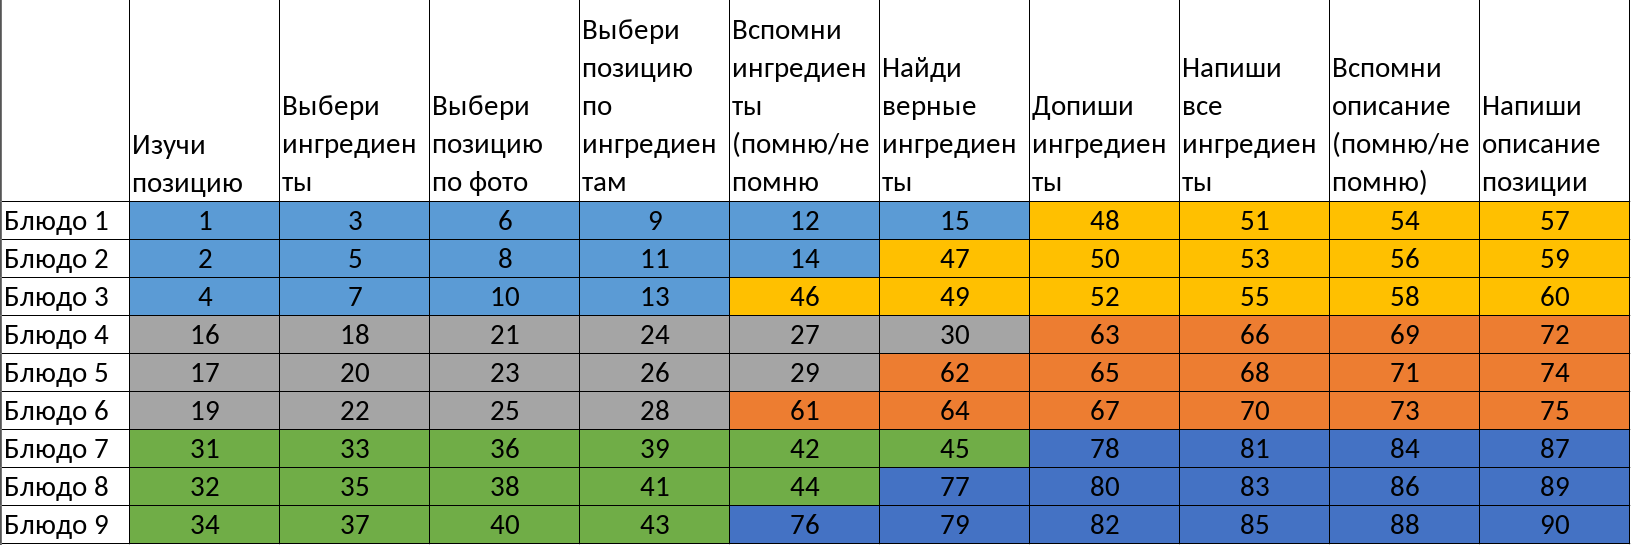 Изучи позицию	Выбери ингредиенты	Выбери позицию по фото	Выбери позицию по ингредиентам	Вспомни ингредиенты (помню/не помню	Найди верные ингредиенты	Допиши ингредиенты	Напиши все ингредиенты	Вспомни описание (помню/не помню)	Напиши описание позиции
Блюдо 1	1	3	6	9	12	15	48	51	54	57
Блюдо 2	2	5	8	11	14	47	50	53	56	59
Блюдо 3	4	7	10	13	46	49	52	55	58	60
Блюдо 4	16	18	21	24	27	30	63	66	69	72
Блюдо 5	17	20	23	26	29	62	65	68	71	74
Блюдо 6	19	22	25	28	61	64	67	70	73	75
Блюдо 7	31	33	36	39	42	45	78	81	84	87
Блюдо 8	32	35	38	41	44	77	80	83	86	89
Блюдо 9	34	37	40	43	76	79	82	85	88	90